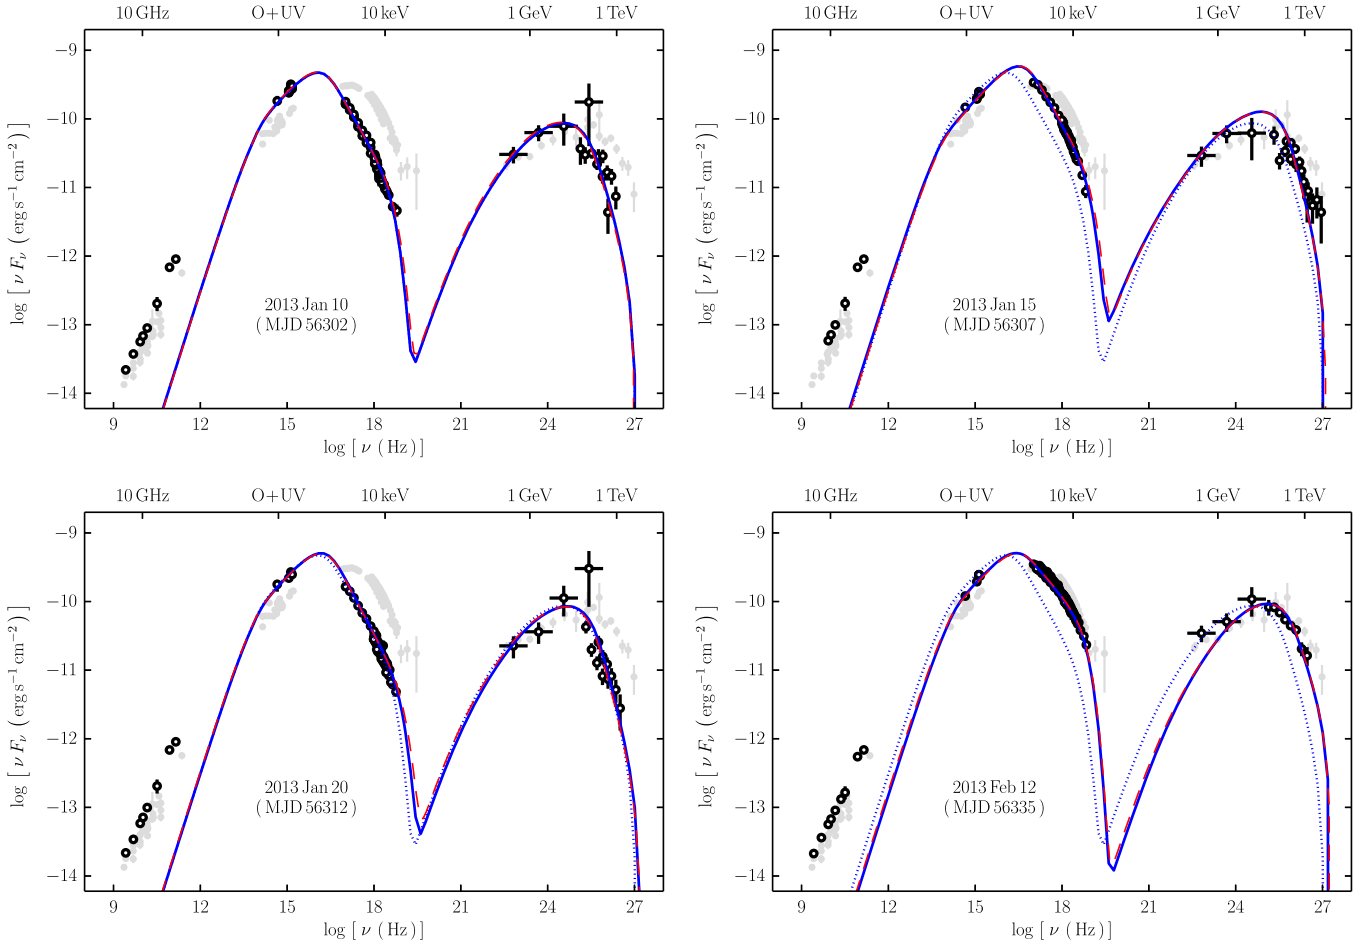 10 GHz O+UV 10 keV 1 GeV 1 TeV
−9
−10
−11
−12
−13
−14
log [ ν Fν ( erg s−1 cm−2 ) ]
2013 Jan 10
( MJD 56302 )
9 12 15 18 21 24 27
log [ ν ( Hz ) ]
10 GHz O+UV 10 keV 1 GeV 1 TeV
−9
−10
−11
−12
−13
−14
log [ ν Fν ( erg s−1 cm−2 ) ]
2013 Jan 15
( MJD 56307 )
9 12 15 18 21 24 27
log [ ν ( Hz ) ]
10 GHz O+UV 10 keV 1 GeV 1 TeV
−9
−10
−11
−12
−13
−14
log [ ν Fν ( erg s−1 cm−2 ) ]
2013 Jan 20
( MJD 56312 )
9 12 15 18 21 24 27
log [ ν ( Hz ) ]
10 GHz O+UV 10 keV 1 GeV 1 TeV
−9
−10
−11
−12
−13
−14
log [ ν Fν ( erg s−1 cm−2 ) ]
2013 Feb 12
( MJD 56335 )
9 12 15 18 21 24 27
log [ ν ( Hz ) ]